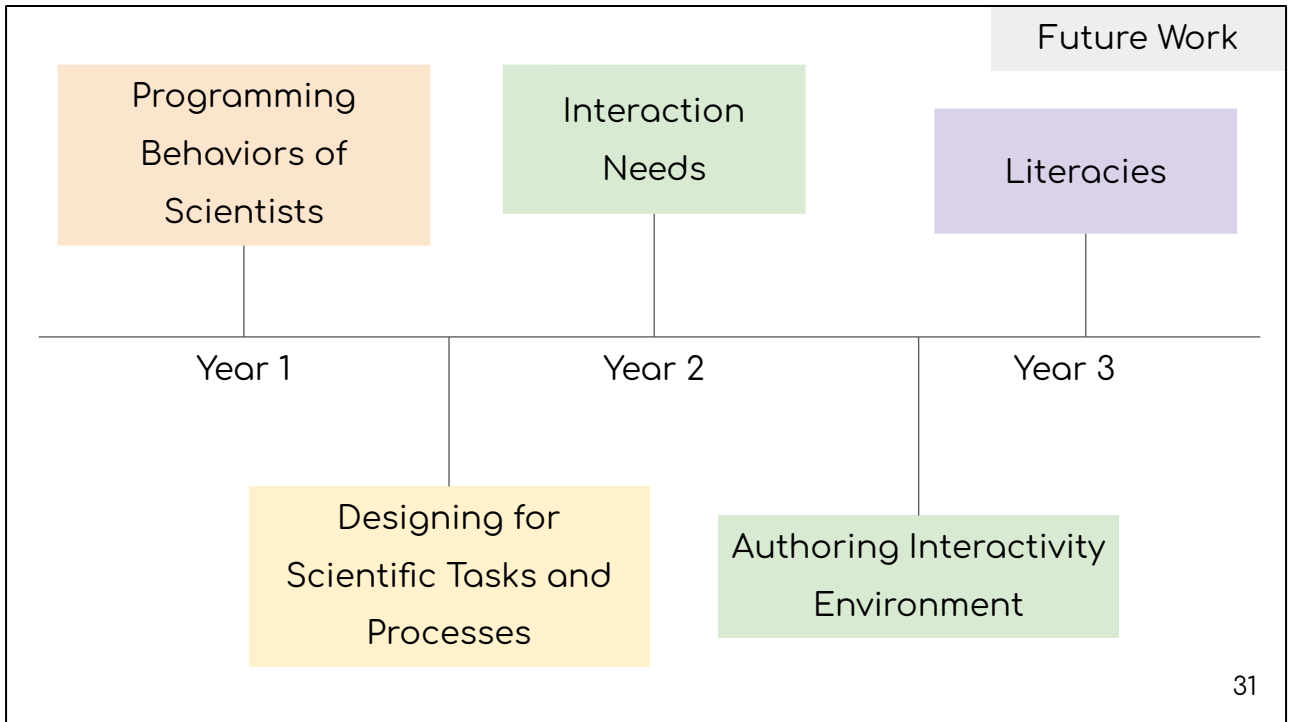 Future Work
Programming
Behaviors of
Scientists
Interaction
Needs
Literacies
Year 1
Year 2
Year 3
Designing for
Scientific Tasks and
Processes
Authoring Interactivity
Environment
31